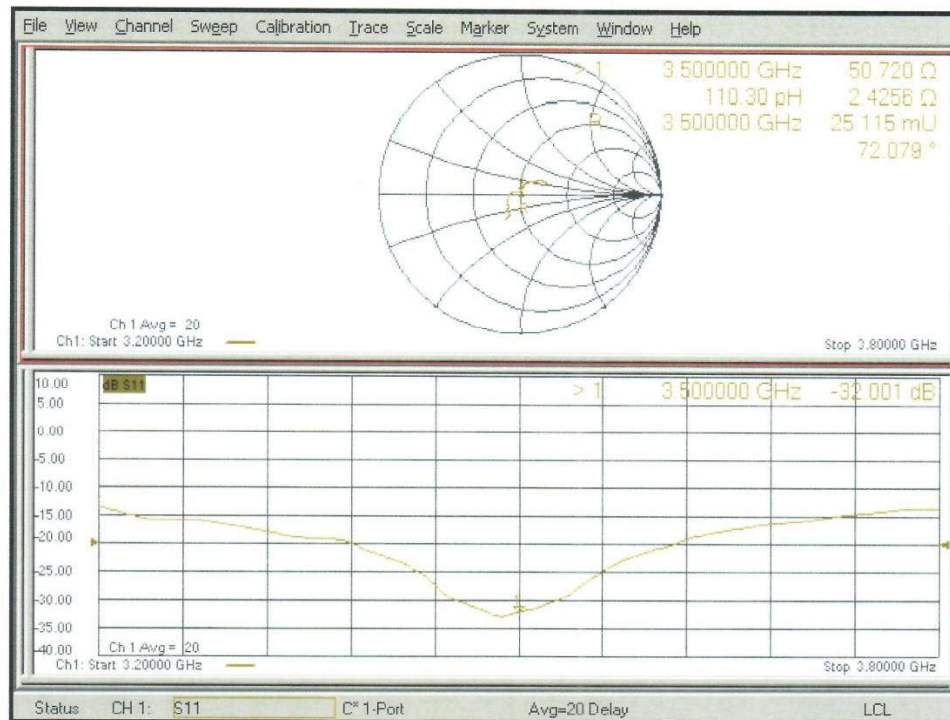 File View Channel Sweep Calibration Trace Scale Marker System Window Help
> 1 3.500000 GHz 50.720 Ω
110.30 pH 2.4256 Ω
3.500000 GHz 25.115 mU
72.079 °
Ch 1 Avg = 20
Ch1: Start 3.20000 GHz
Stop 3.80000 GHz
10.00
dB S11
> 1 3.500000 GHz -32.001 dB
5.00
0.00
-5.00
-10.00
-15.00
-20.00
-25.00
-30.00
-35.00
-40.00
1
Ch 1 Avg = 20
Ch1: Start 3.20000 GHz
Stop 3.80000 GHz
Status CH 1: S11 C* 1-Port Avg=20 Delay LCL